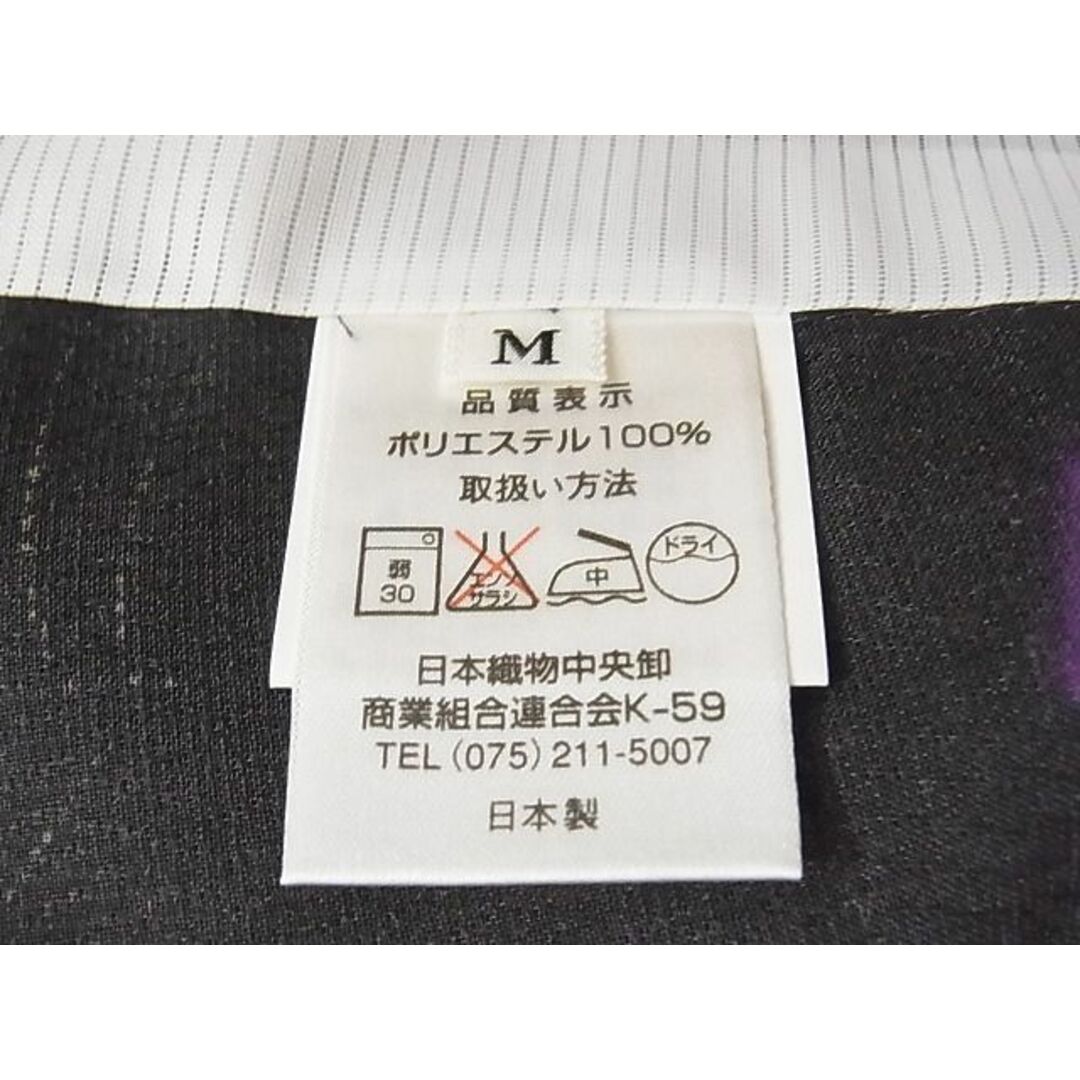 M
品質表示
ポリエステル100%
取扱い方法
弱
30
エンソ
サラシ
中
ドライ
日本織物中央卸
商業組合連合会K-59
TEL(075)211-5007
日本製